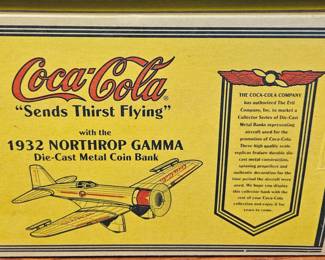 Coca-Cola®
"Sends Thirst Flying"
with the
1932 NORTHROP GAMMA
Die-Cast Metal Coin Bank
THE COCA-COLA COMPANY
has authorized The Ertl
Company, Inc. to market a
Collector Series of Die-Cast
Metal Banks representing
aircraft used for the
promotion of Coca-Cola.
These high quality scale
replicas feature durable die-
cast metal construction,
spinning propellers and
authentic decoration for the
time period the aircraft were
used. We hope you display
this collector bank with the
rest of your Coca-Cola
collection and enjoy it for
years to come.